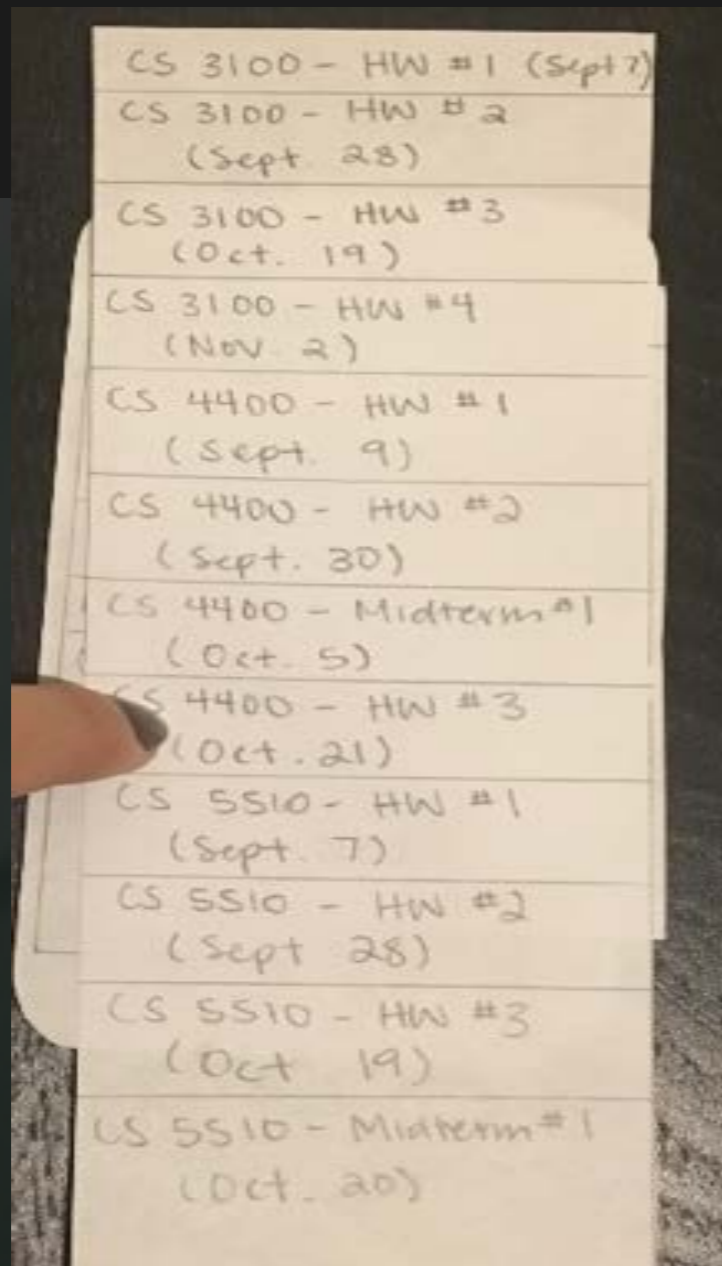 CS 3100 - HW #1 (Sept 7)
CS 3100 - HW #2
(Sept. 28)
CS 3100 - HW #3
(Oct. 19)
CS 3100 - HW #4
(Nov. 2)
CS 4400 - HW #1
(Sept. 9)
CS 4400 - HW #2
(Sept. 30)
CS 4400 - Midterm #1
(Oct. 5)
CS 4400 - HW #3
(Oct. 21)
CS 5510 - HW #1
(Sept. 7)
CS 5510 - HW #2
(Sept 28)
CS 5510 - HW #3
(Oct 19)
CS 5510 - Midterm #1
(Oct. 20)